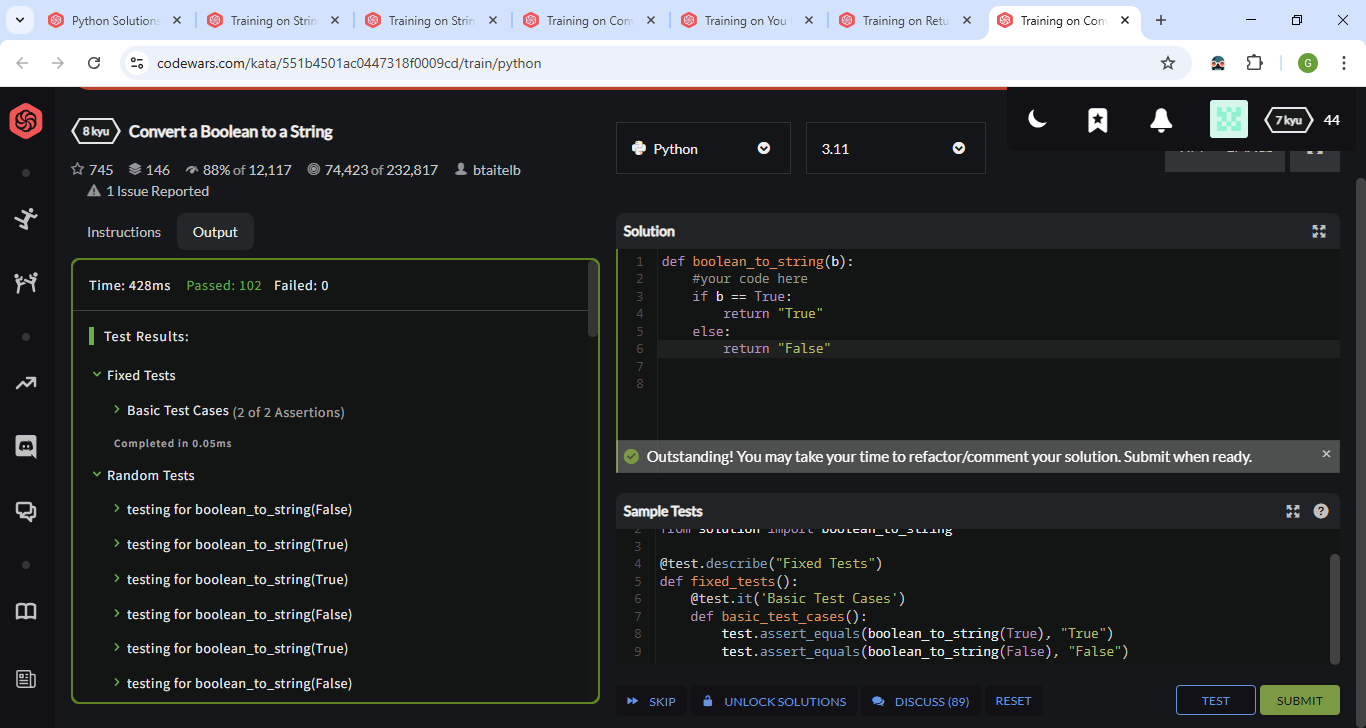 Python Solutions
Training on Strin
Training on Strin
Training on Con
Training on You
Training on Retu
Training on Con
codewars.com/kata/551b4501ac0447318f0009cd/train/python
G
8 kyu Convert a Boolean to a String
745 146 88% of 12,117 74,423 of 232,817 btaitelb
1 Issue Reported
Python
3.11
7 kyu 44
Instructions Output
Time: 428ms Passed: 102 Failed: 0
Test Results:
Fixed Tests
Basic Test Cases (2 of 2 Assertions)
Completed in 0.05ms
Random Tests
testing for boolean_to_string(False)
testing for boolean_to_string(True)
testing for boolean_to_string(True)
testing for boolean_to_string(False)
testing for boolean_to_string(True)
testing for boolean_to_string(False)
Solution
1 def boolean_to_string(b):
2 #your code here
3 if b == True:
4 return "True"
5 else:
6 return "False"
7
8
Outstanding! You may take your time to refactor/comment your solution. Submit when ready.
Sample Tests
2 from solution import boolean_to_string
3
4 @test.describe("Fixed Tests")
5 def fixed_tests():
6 @test.it('Basic Test Cases')
7 def basic_test_cases():
8 test.assert_equals(boolean_to_string(True), "True")
9 test.assert_equals(boolean_to_string(False), "False")
SKIP UNLOCK SOLUTIONS DISCUSS (89) RESET TEST SUBMIT